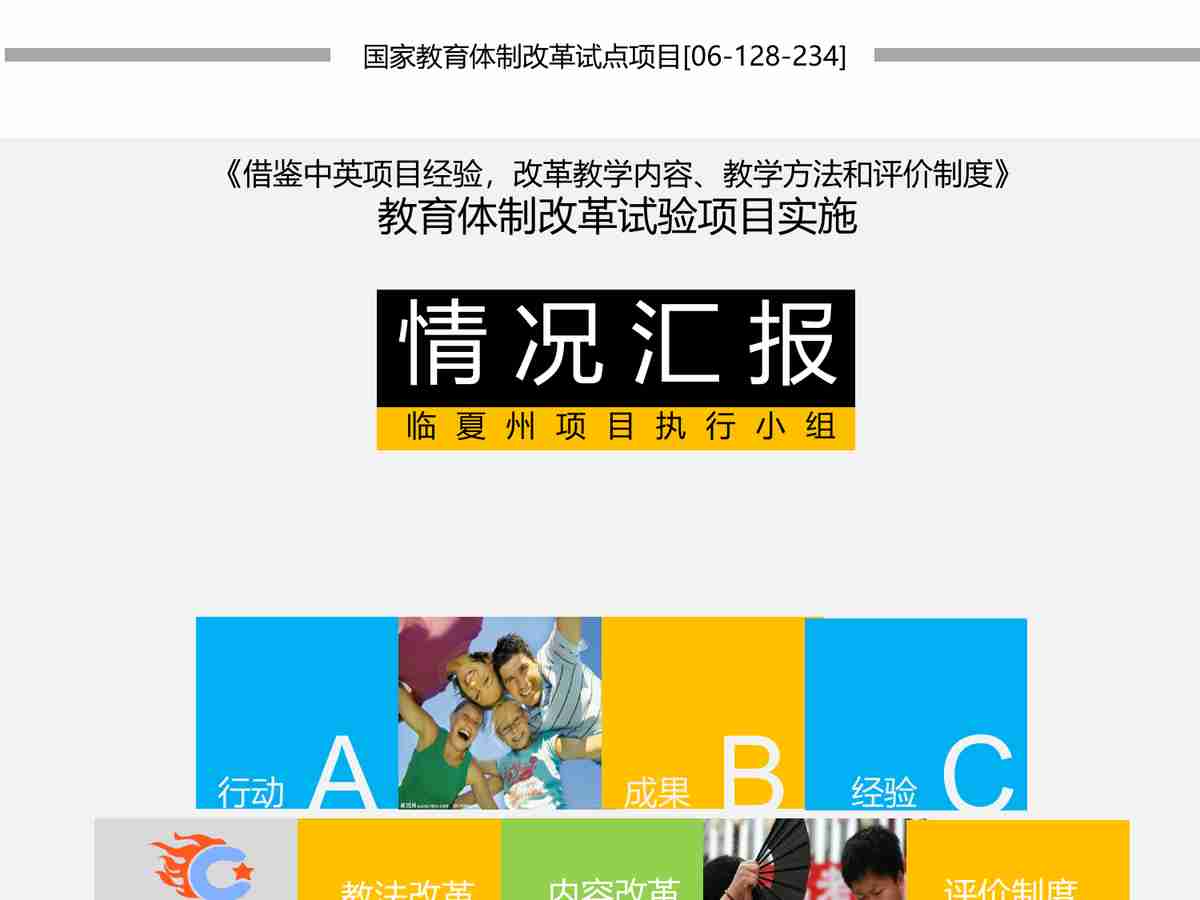 国家教育体制改革试点项目[06-128-234]
《借鉴中英项目经验，改革教学内容、教学方法和评价制度》
教育体制改革试验项目实施
情况汇报
临夏州项目执行小组
行动 A
成果 B
经验 C
教法改革
内容改革
评价制度